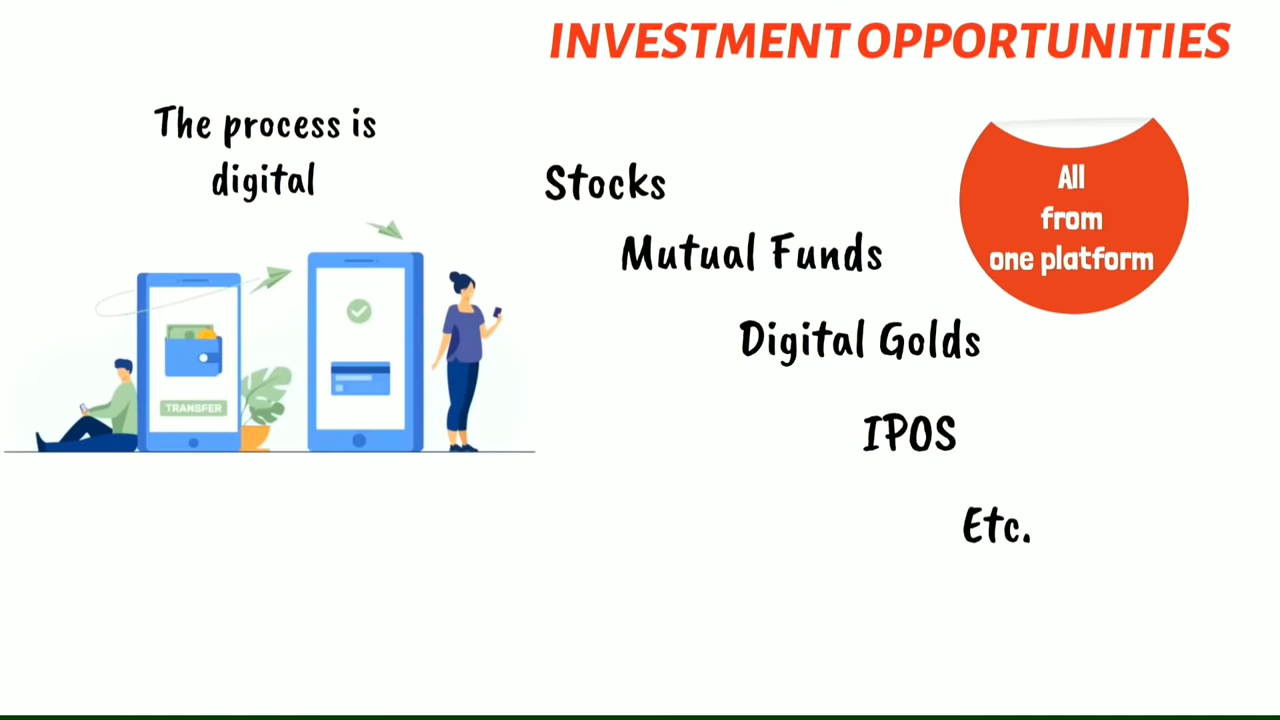 INVESTMENT OPPORTUNITIES
The process is
digital
TRANSFER
Stocks
Mutual Funds
Digital Golds
IPOS
Etc.
All
from
one platform